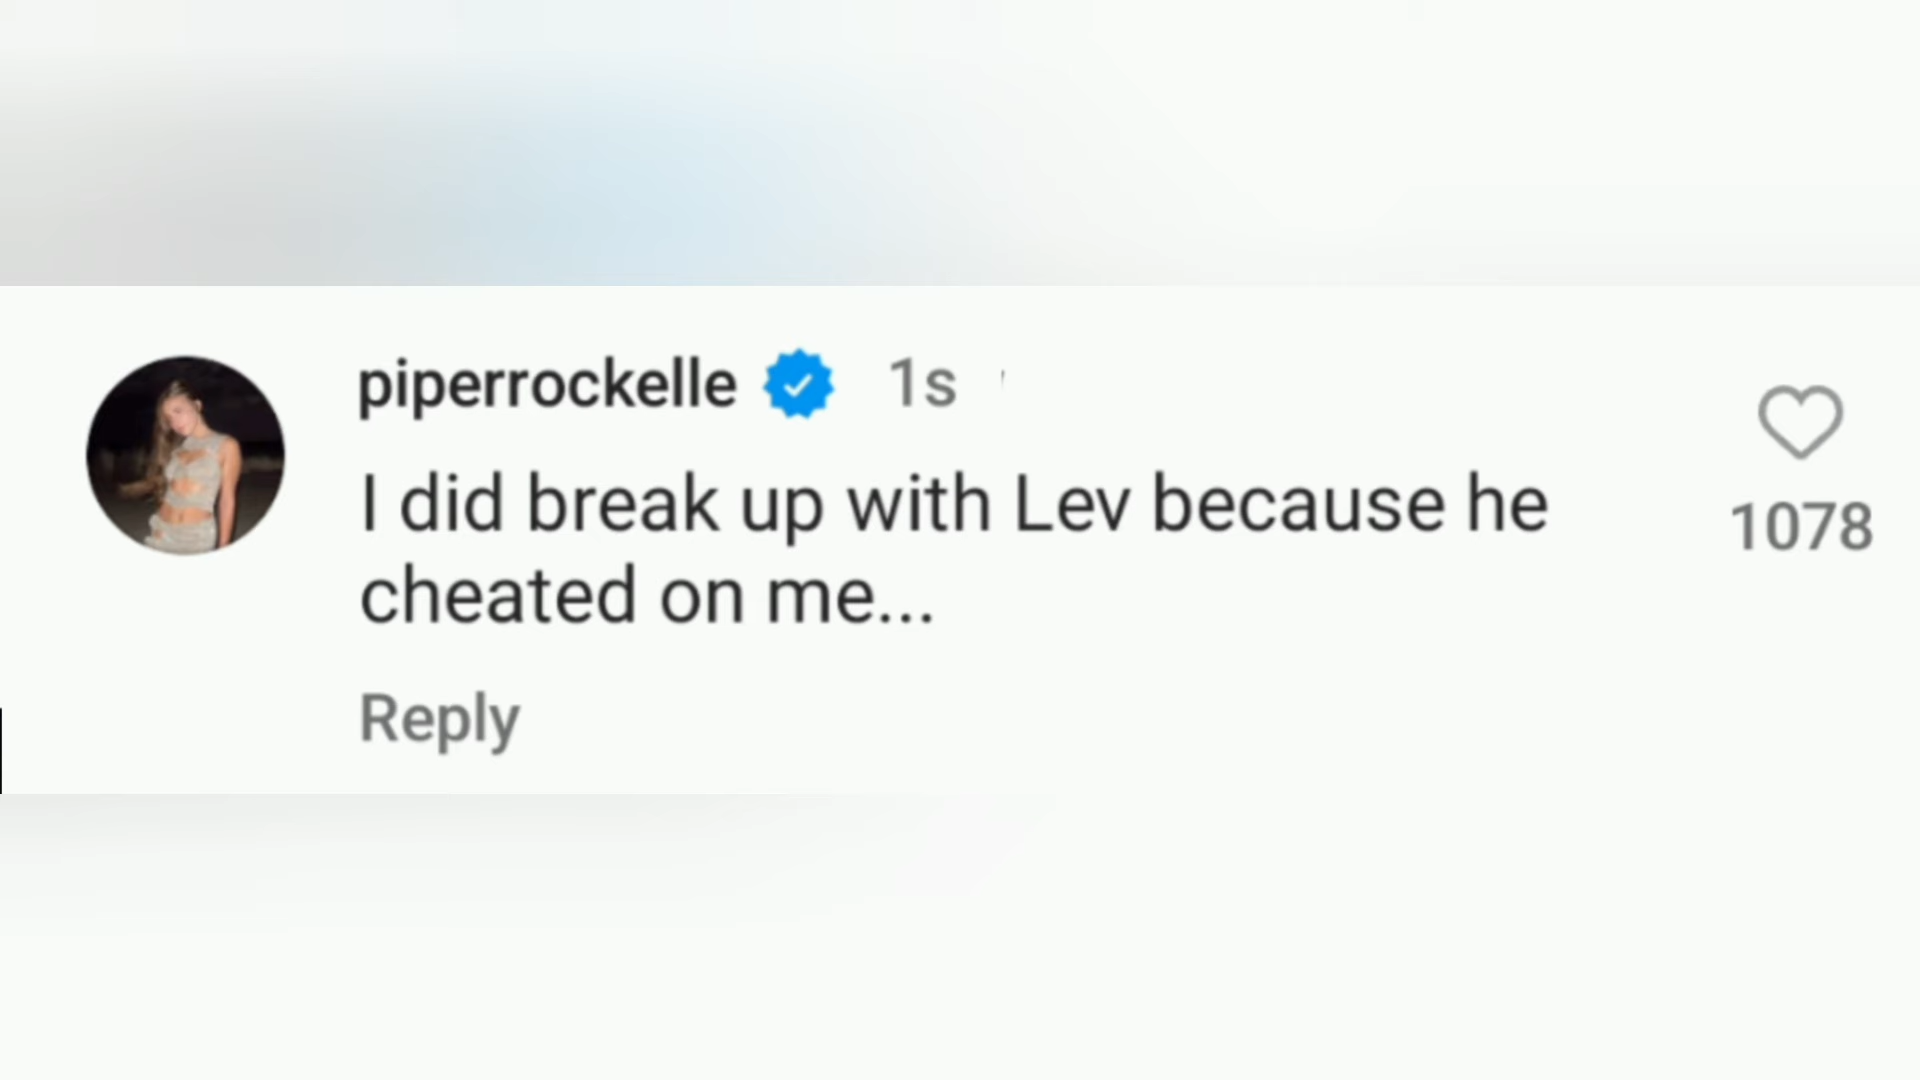 piperrockelle 1s
I did break up with Lev because he
cheated on me...
1078
Reply